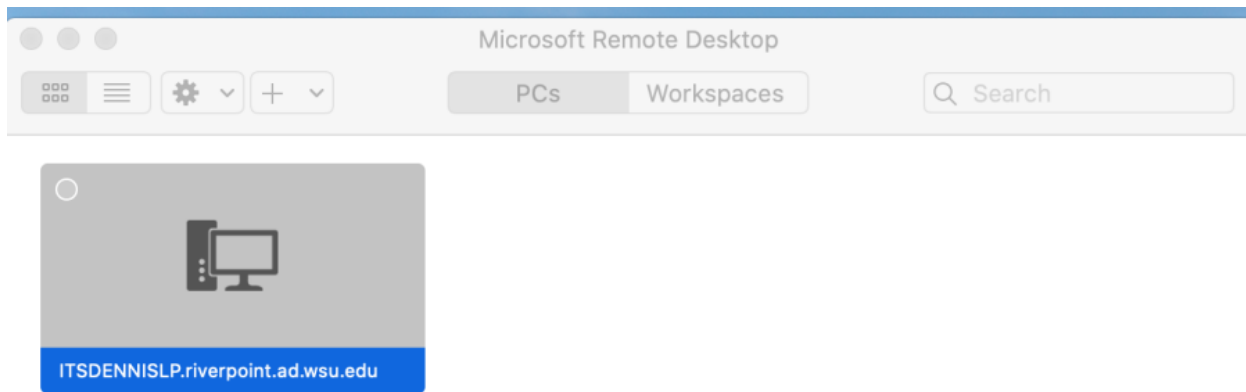 Microsoft Remote Desktop
PCs Workspaces Search
ITSDENNISLP.riverpoint.ad.wsu.edu